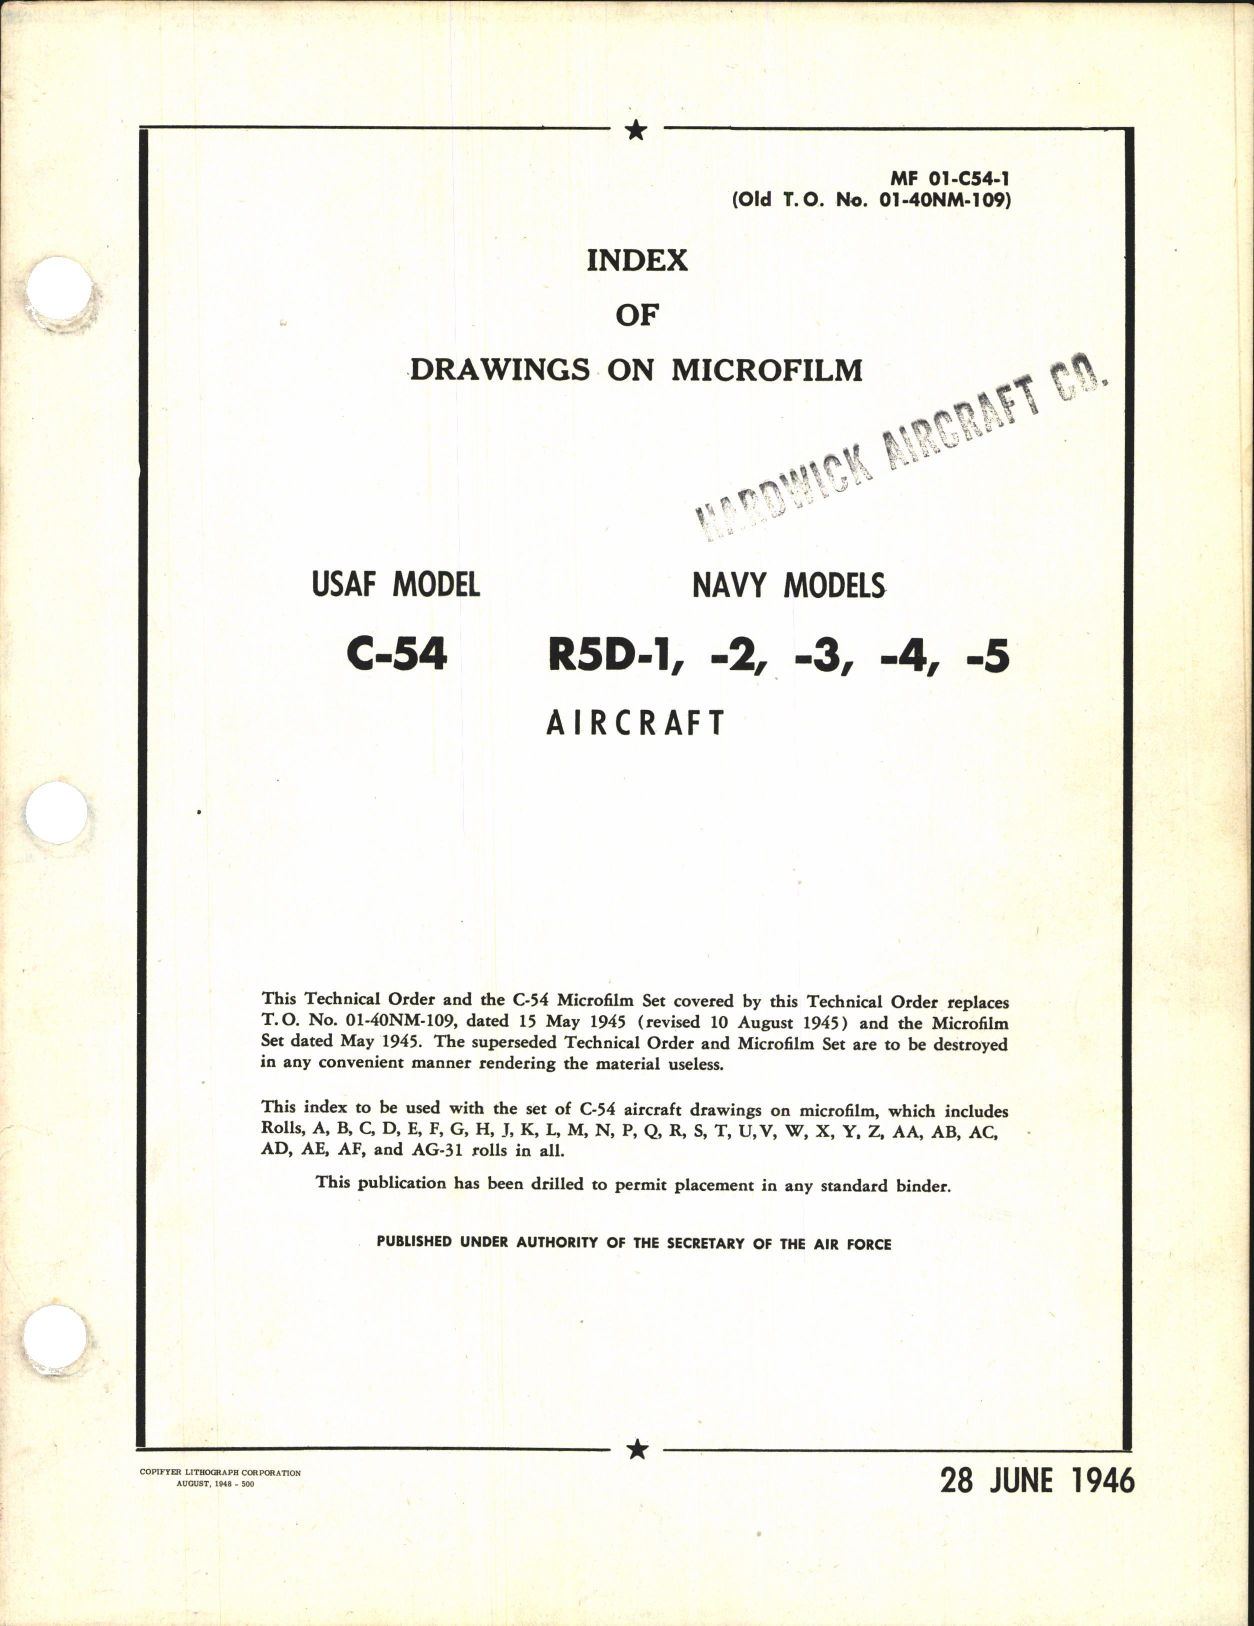 MF 01-C54-1
(Old T.O. No. 01-40NM-109)
INDEX
OF
DRAWINGS ON MICROFILM
HARDWICK AIRCRAFT CO.
USAF MODEL NAVY MODELS
C-54 R5D-1, -2, -3, -4, -5
AIRCRAFT
This Technical Order and the C-54 Microfilm Set covered by this Technical Order replaces
T.O. No. 01-40NM-109, dated 15 May 1945 (revised 10 August 1945) and the Microfilm
Set dated May 1945. The superseded Technical Order and Microfilm Set are to be destroyed
in any convenient manner rendering the material useless.
This index to be used with the set of C-54 aircraft drawings on microfilm, which includes
Rolls, A, B, C, D, E, F, G, H, J, K, L, M, N, P, Q, R, S, T, U,V, W, X, Y, Z, AA, AB, AC,
AD, AE, AF, and AG-31 rolls in all.
This publication has been drilled to permit placement in any standard binder.
PUBLISHED UNDER AUTHORITY OF THE SECRETARY OF THE AIR FORCE
COPIFYER LITHOGRAPH CORPORATION
AUGUST, 1948 - 500
28 JUNE 1946